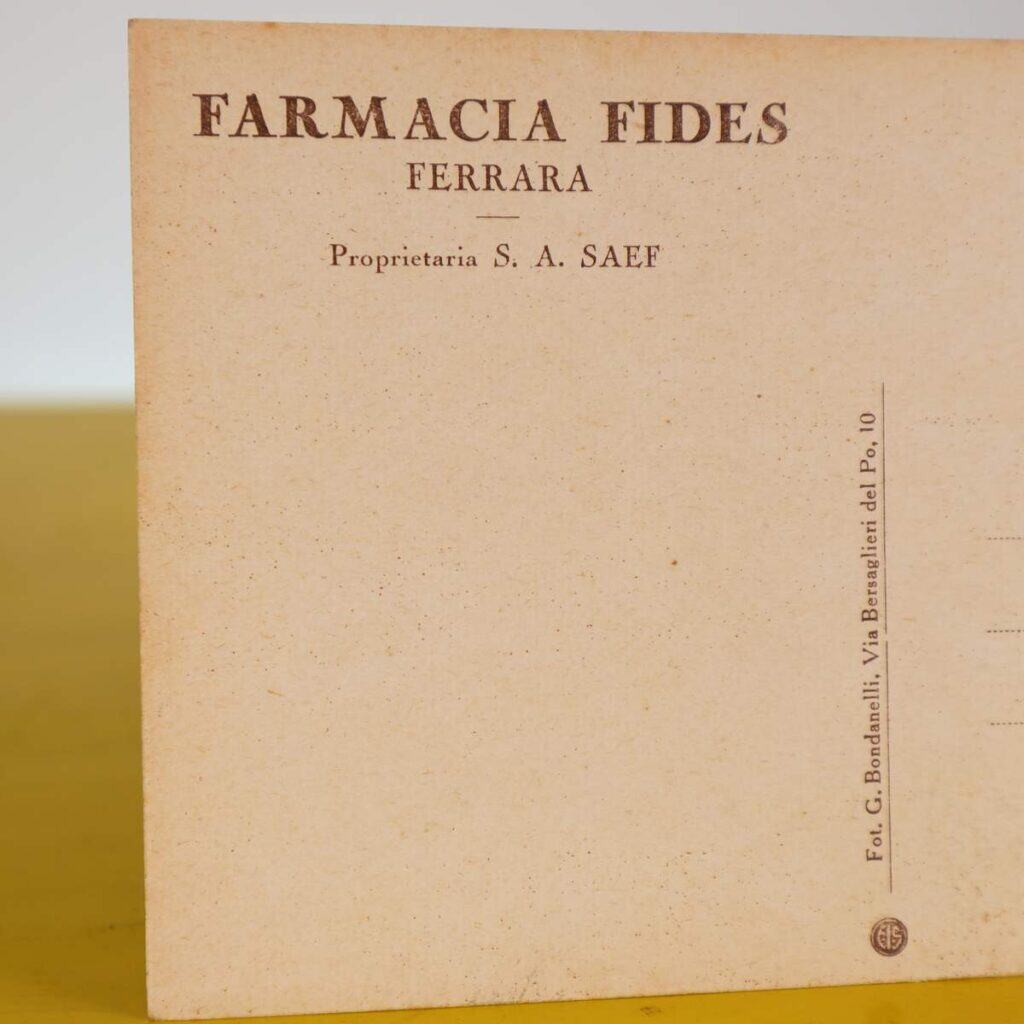 FARMACIA FIDES
FERRARA
Proprietaria S. A. SAEF
Fot. G. Bondanelli, Via Bersaglieri del Po, 10